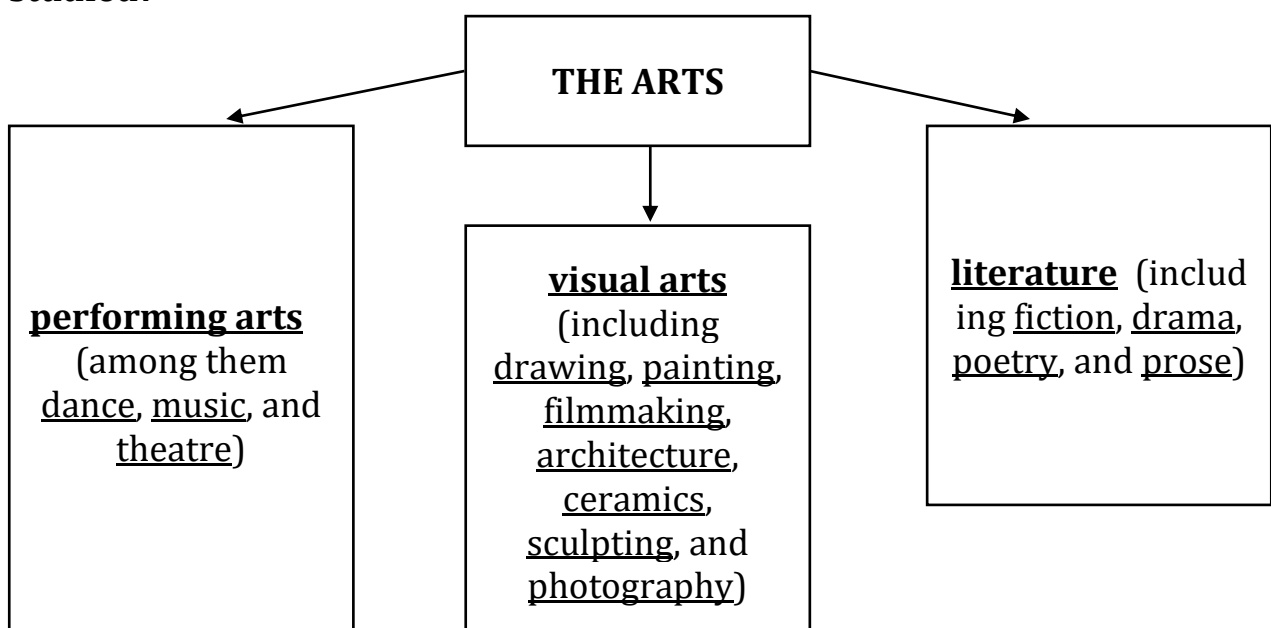 THE ARTS
performing arts
(among them
dance, music, and
theatre)
visual arts
(including
drawing, painting,
filmmaking,
architecture,
ceramics,
sculpting, and
photography)
literature (includ
ing fiction, drama,
poetry, and prose)